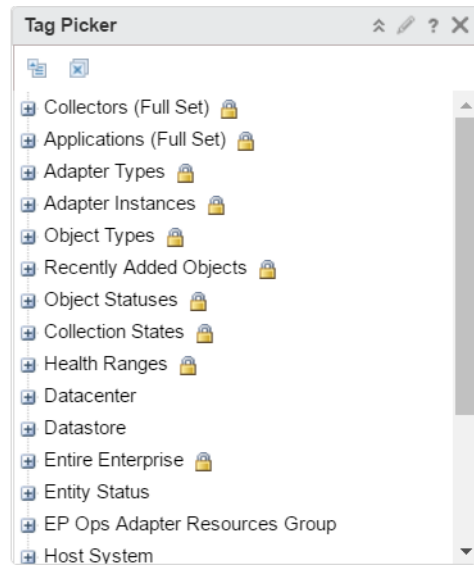 Tag Picker ?
Collectors (Full Set)
Applications (Full Set)
Adapter Types
Adapter Instances
Object Types
Recently Added Objects
Object Statuses
Collection States
Health Ranges
Datacenter
Datastore
Entire Enterprise
Entity Status
EP Ops Adapter Resources Group
Host System